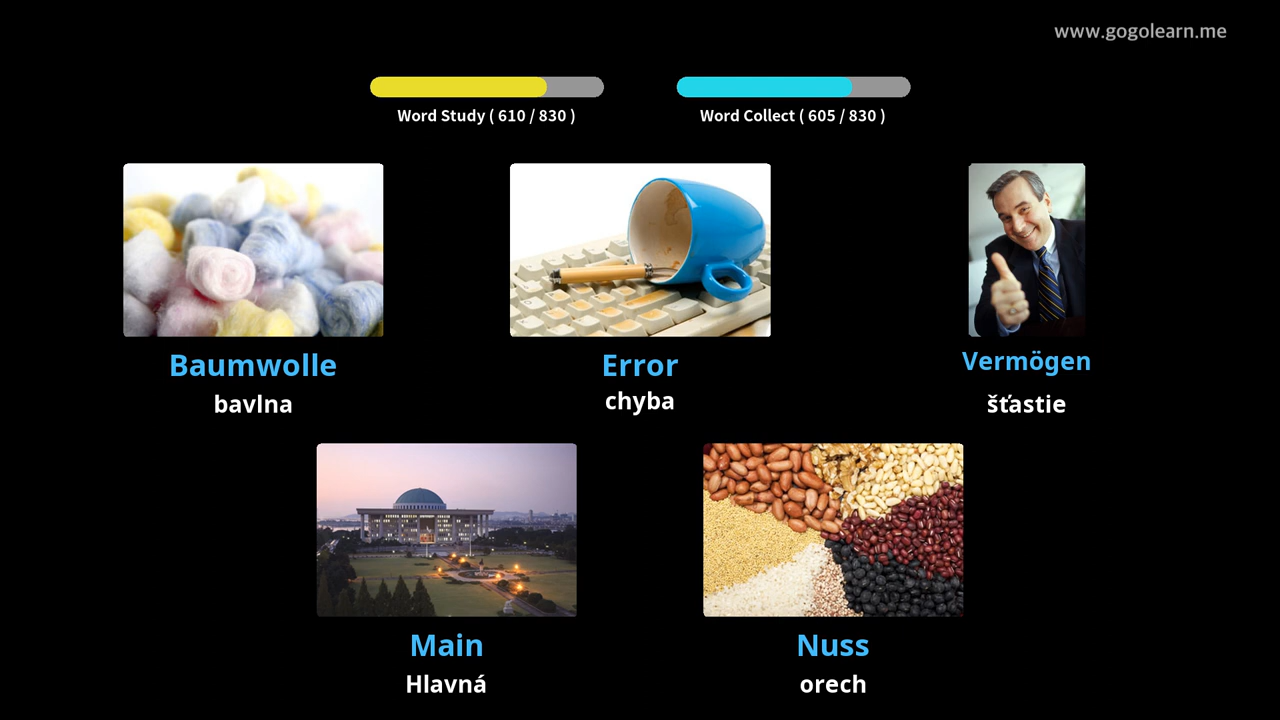 www.gogolearn.me
Word Study ( 610 / 830 )
Word Collect ( 605 / 830 )
Baumwolle
bavlna
Error
chyba
Vermögen
šťastie
Main
Hlavná
Nuss
orech